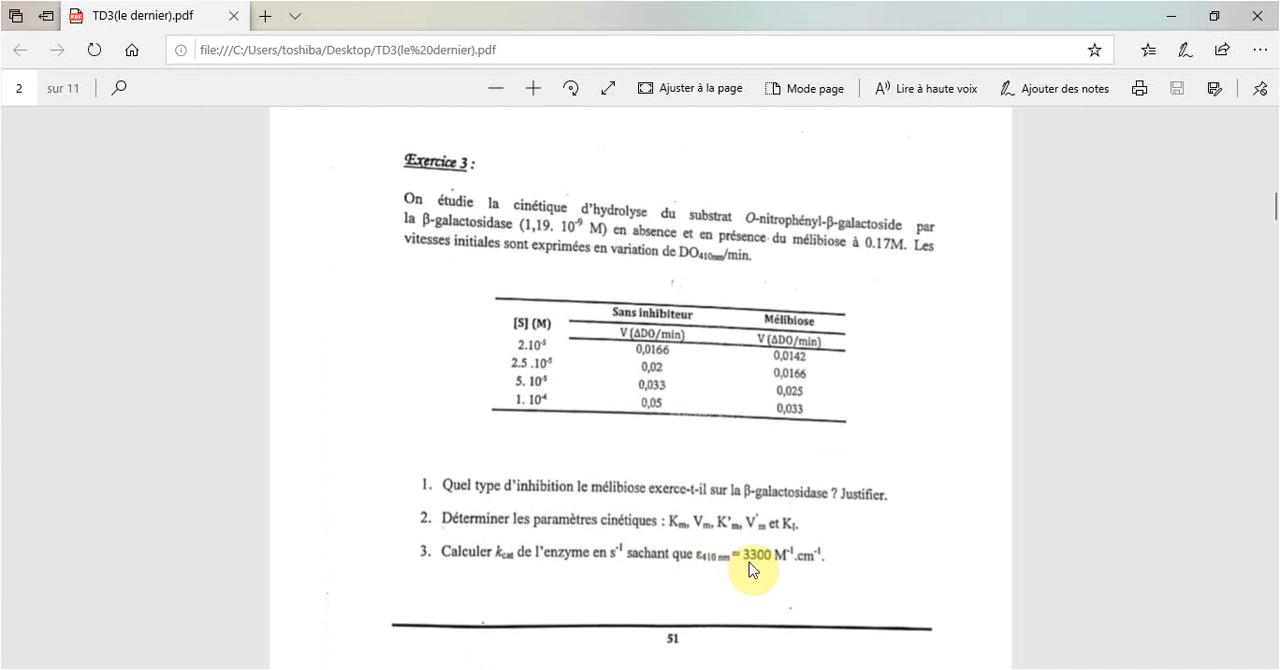 TD3(le dernier).pdf
file:///C:/Users/toshiba/Desktop/TD3(le%20dernier).pdf
2 sur 11
Ajuster à la page
Mode page
Lire à haute voix
Ajouter des notes
Exercice 3 :
On étudie la cinétique d'hydrolyse du substrat O-nitrophényl-β-galactoside par
la β-galactosidase (1,19. 10⁻⁹ M) en absence et en présence du mélibiose à 0.17M. Les
vitesses initiales sont exprimées en variation de DO₄₁₀ₙₘ/min.
[S] (M) Sans inhibiteur Mélibiose
V (ΔDO/min) V (ΔDO/min)
2.10⁻⁵ 0,0166 0,0142
2.5 .10⁻⁵ 0,02 0,0166
5. 10⁻⁵ 0,033 0,025
1. 10⁻⁴ 0,05 0,033
1. Quel type d'inhibition le mélibiose exerce-t-il sur la β-galactosidase ? Justifier.
2. Déterminer les paramètres cinétiques : Kₘ, Vₘ, K'ₘ, V'ₘ et K_I.
3. Calculer k_cat de l'enzyme en s⁻¹ sachant que ε₄₁₀ ₙₘ = 3300 M⁻¹.cm⁻¹.
51